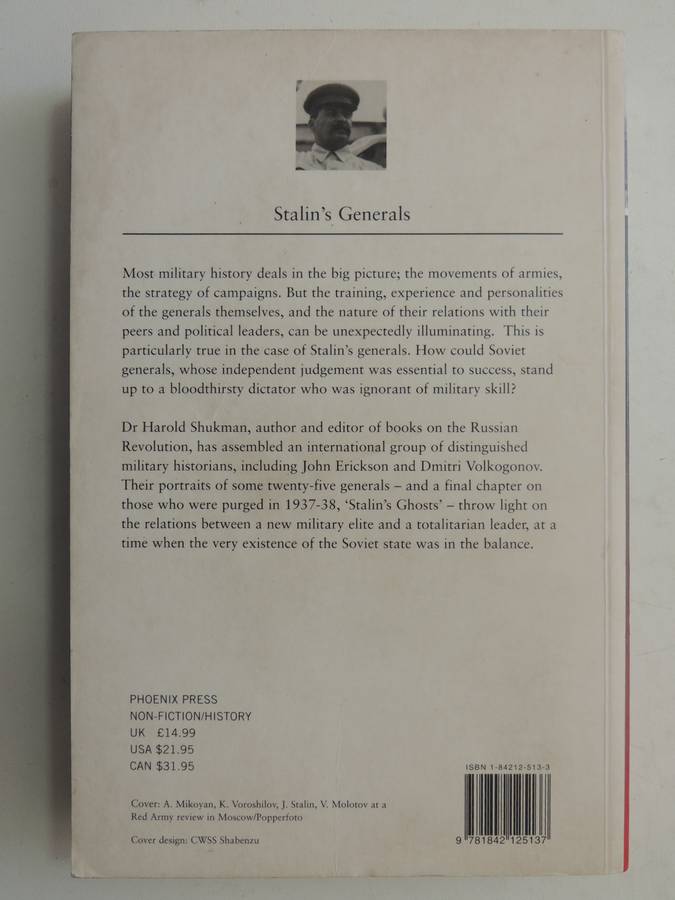 Stalin's Generals
Most military history deals in the big picture; the movements of armies,
the strategy of campaigns. But the training, experience and personalities
of the generals themselves, and the nature of their relations with their
peers and political leaders, can be unexpectedly illuminating. This is
particularly true in the case of Stalin's generals. How could Soviet
generals, whose independent judgement was essential to success, stand
up to a bloodthirsty dictator who was ignorant of military skill?
Dr Harold Shukman, author and editor of books on the Russian
Revolution, has assembled an international group of distinguished
military historians, including John Erickson and Dmitri Volkogonov.
Their portraits of some twenty-five generals – and a final chapter on
those who were purged in 1937-38, 'Stalin's Ghosts' – throw light on
the relations between a new military elite and a totalitarian leader, at a
time when the very existence of the Soviet state was in the balance.
PHOENIX PRESS
NON-FICTION/HISTORY
UK £14.99
USA $21.95
CAN $31.95
Cover: A. Mikoyan, K. Voroshilov, J. Stalin, V. Molotov at a
Red Army review in Moscow/Popperfoto
Cover design: CWSS Shabenzu
ISBN 1-84212-513-3
9 781842 125137